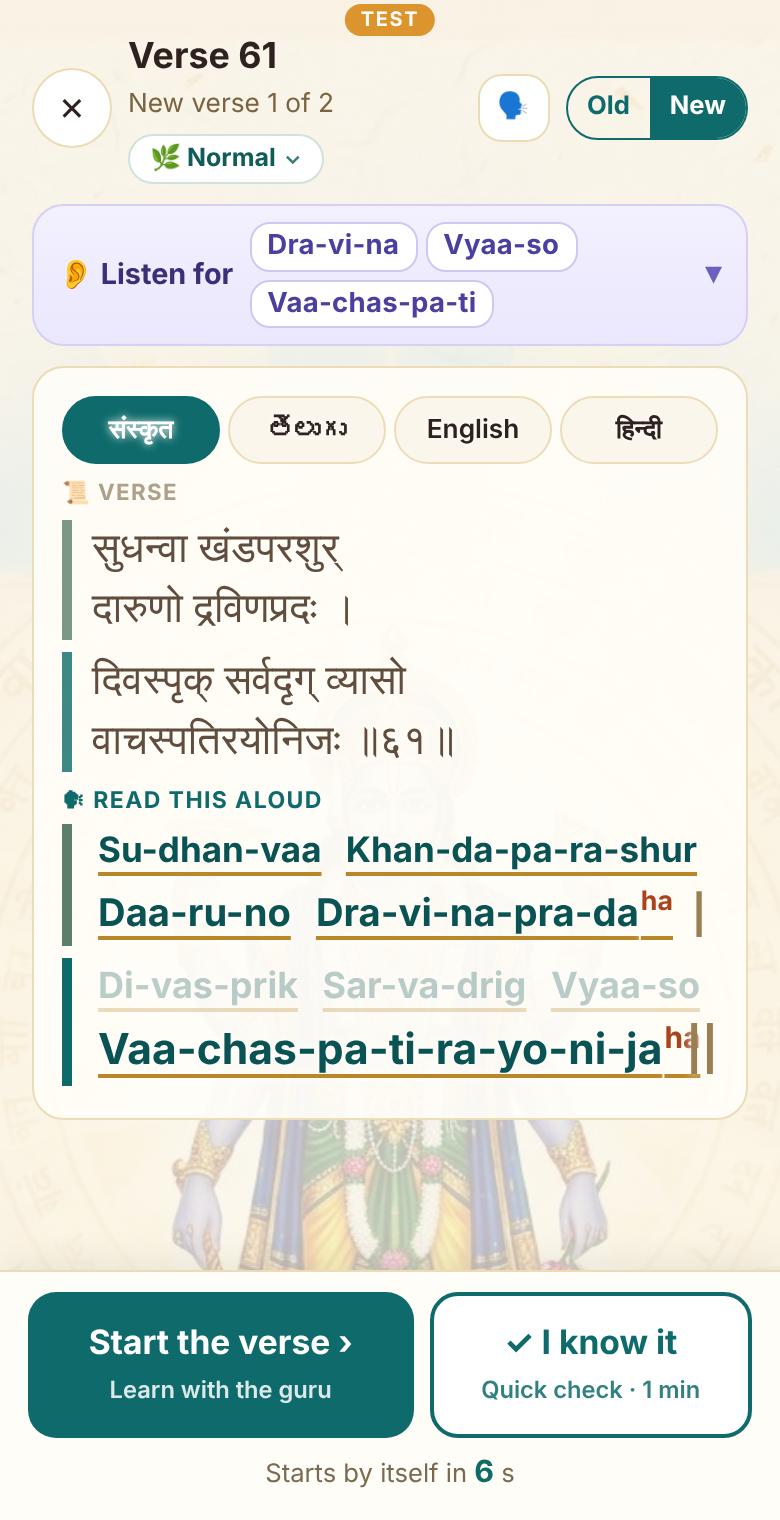 TEST
Verse 61
New verse 1 of 2
Old New
🌿 Normal
👂 Listen for
Dra-vi-na Vyaa-so
Vaa-chas-pa-ti
संस्कृत తెలుగు English हिन्दी
📜 VERSE
सुधन्वा खंडपरशुर्
दारुणो द्रविणप्रदः ।
दिवस्पृक् सर्वदृग् व्यासो
वाचस्पतिरयोनिजः ॥६१॥
🗣 READ THIS ALOUD
Su-dhan-vaa Khan-da-pa-ra-shur
Daa-ru-no Dra-vi-na-pra-daha |
Di-vas-prik Sar-va-drig Vyaa-so
Vaa-chas-pa-ti-ra-yo-ni-jaha ||
Start the verse ›
Learn with the guru
✓ I know it
Quick check · 1 min
Starts by itself in 6 s